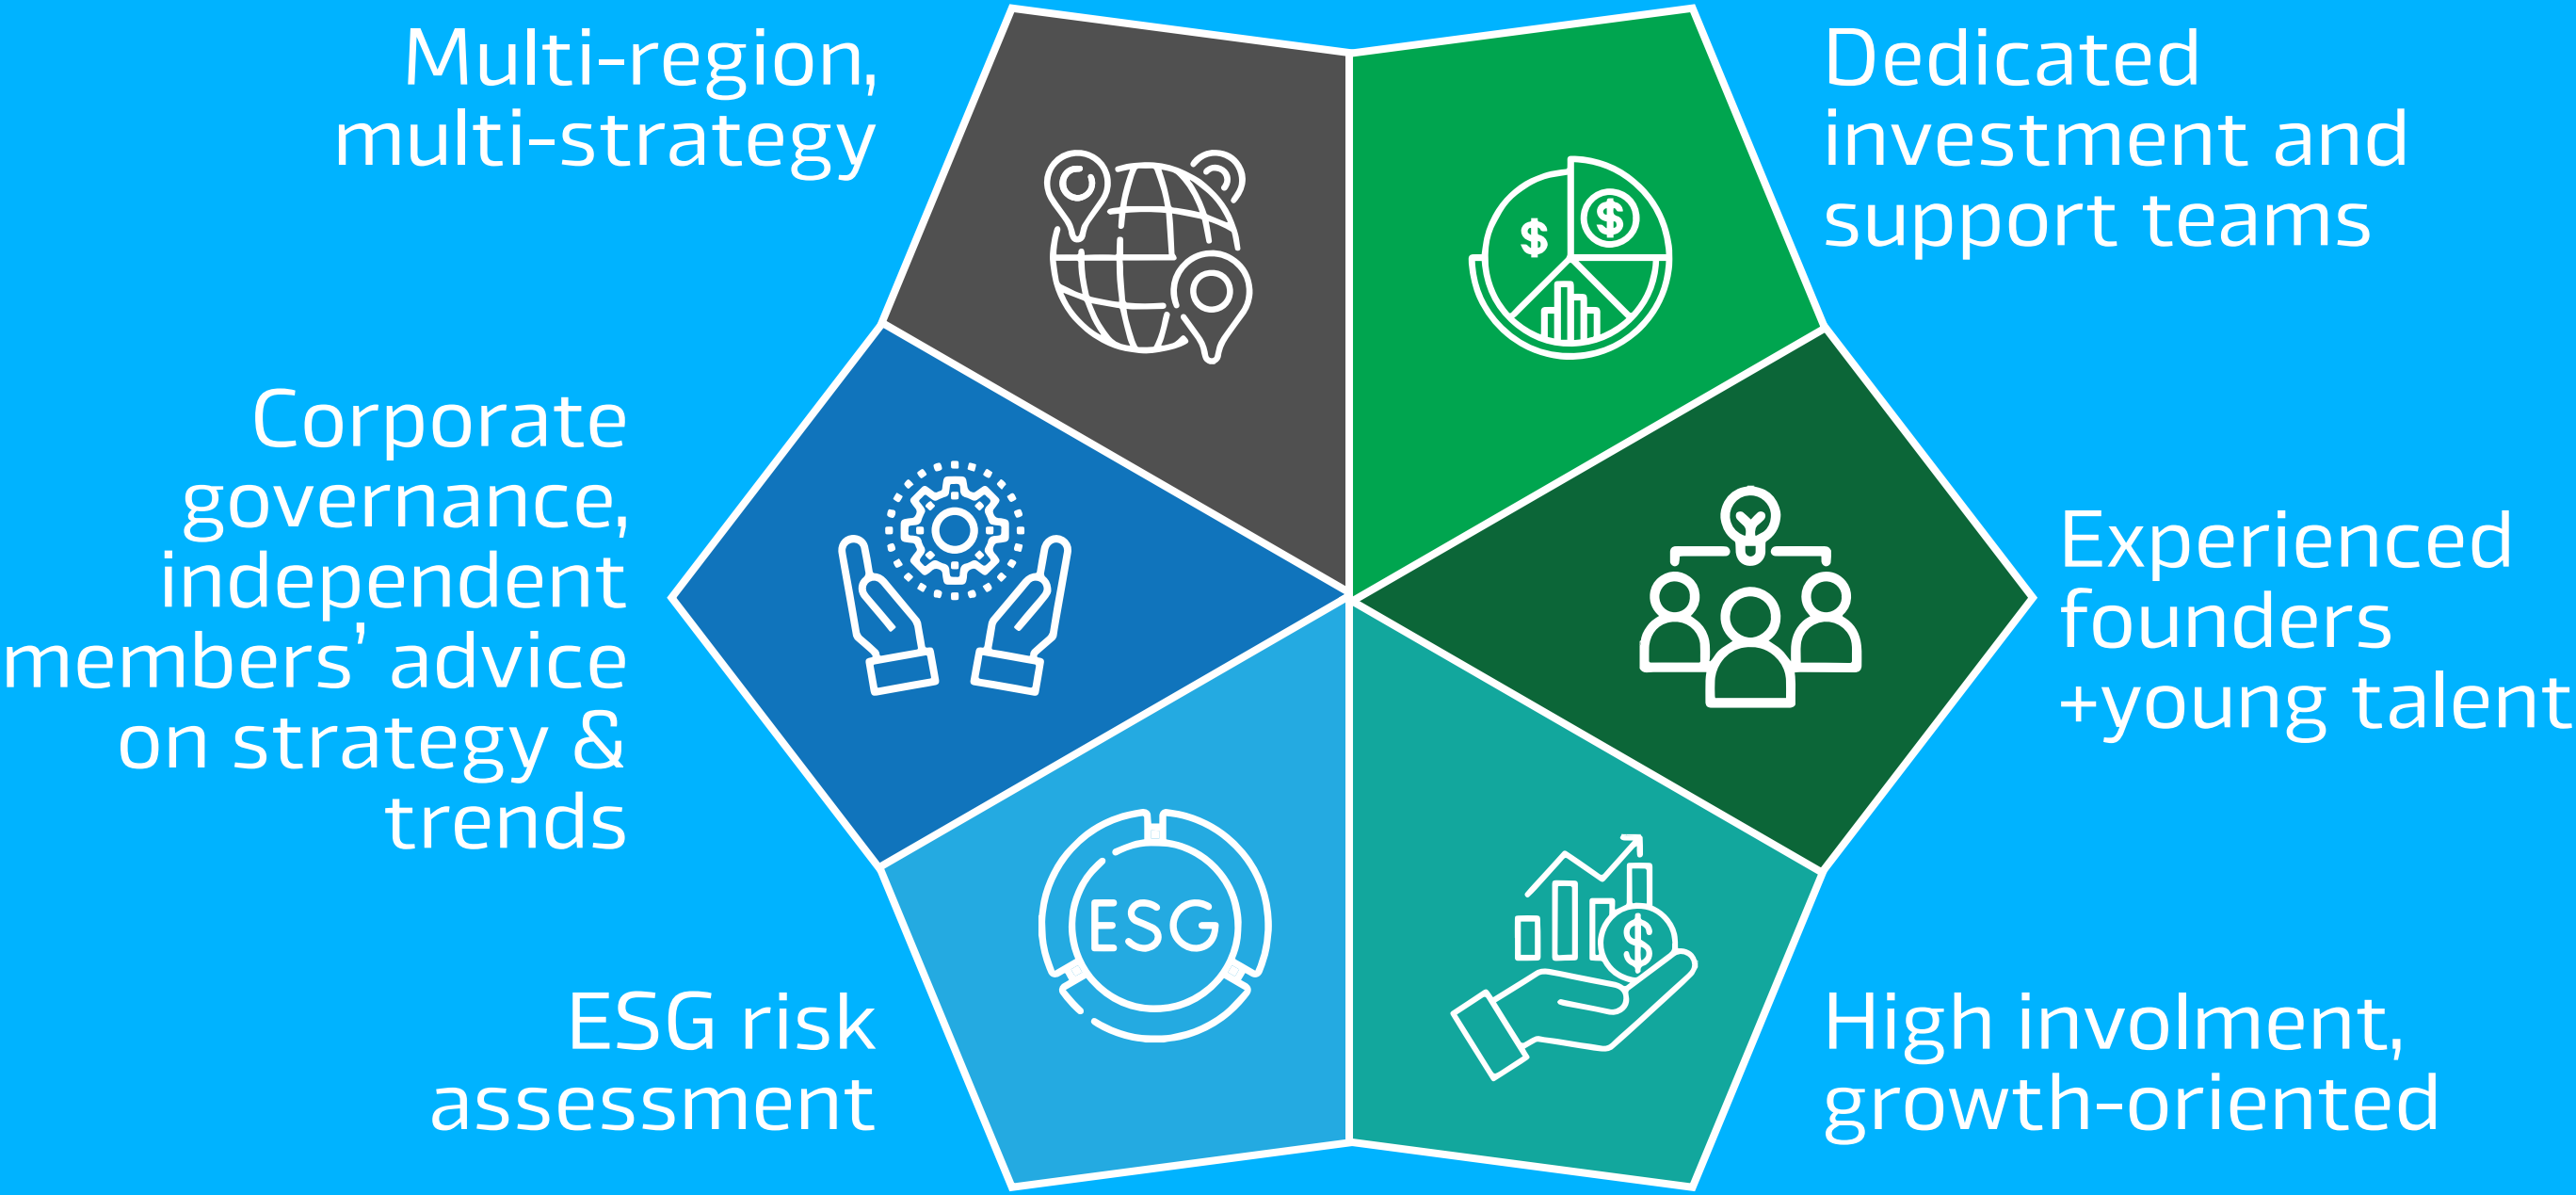 Multi-region,
multi-strategy
Dedicated
investment and
support teams
$
$
Corporate
governance,
independent
members’ advice
on strategy &
trends
Experienced
founders
+young talent
ESG
$
ESG risk
assessment
High involment,
growth-oriented